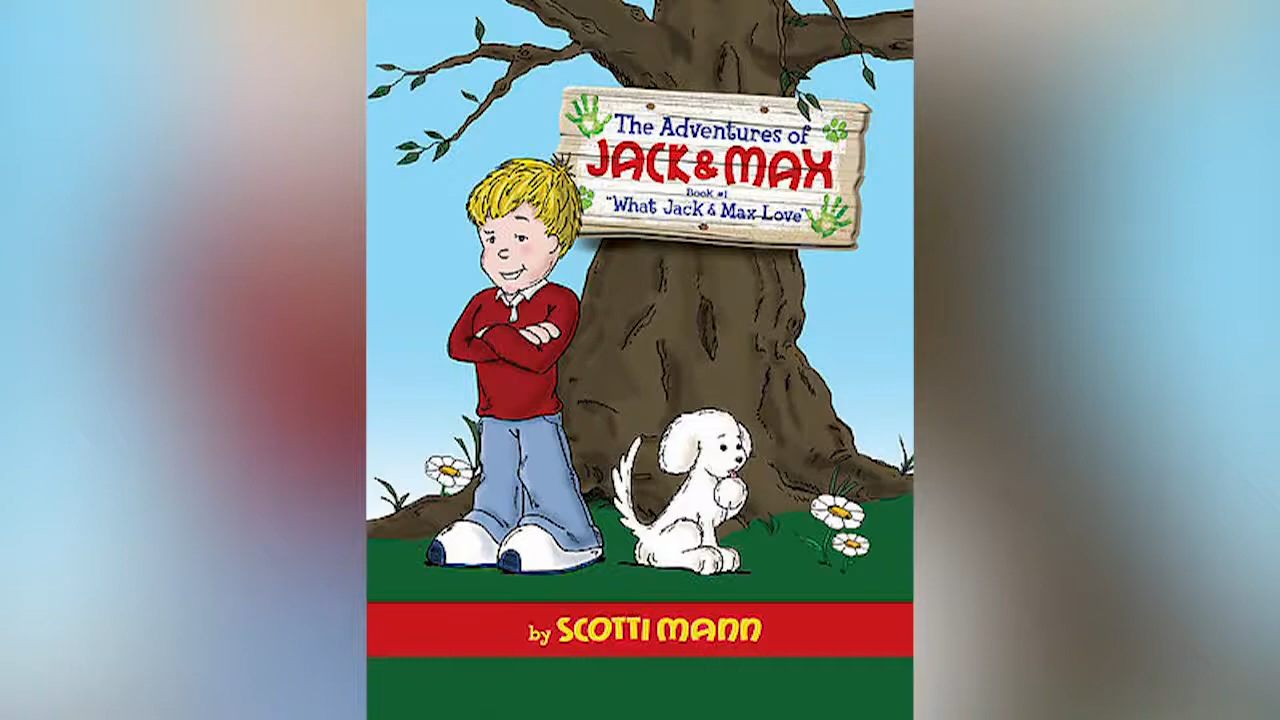 The Adventures of
JACK & MAX
Book #1
"What Jack & Max Love"
by SCOTTI MANN